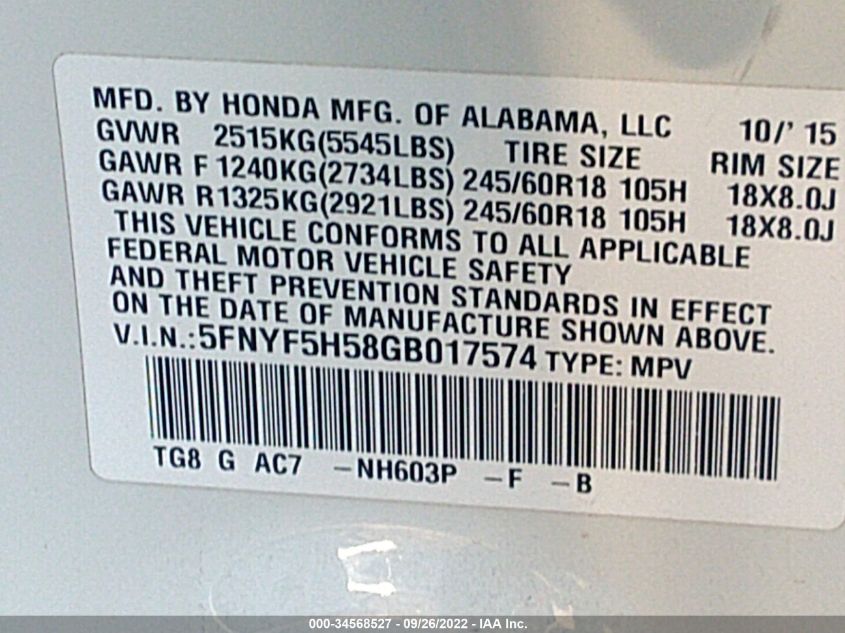 MFD. BY HONDA MFG. OF ALABAMA, LLC 10/' 15
GVWR 2515KG(5545LBS) TIRE SIZE RIM SIZE
GAWR F 1240KG(2734LBS) 245/60R18 105H 18X8.0J
GAWR R 1325KG(2921LBS) 245/60R18 105H 18X8.0J
THIS VEHICLE CONFORMS TO ALL APPLICABLE
FEDERAL MOTOR VEHICLE SAFETY
AND THEFT PREVENTION STANDARDS IN EFFECT
ON THE DATE OF MANUFACTURE SHOWN ABOVE.
V.I.N.:5FNYF5H58GB017574 TYPE: MPV
TG8 G AC7 -NH603P -F -B
000-34568527 - 09/26/2022 - IAA Inc.